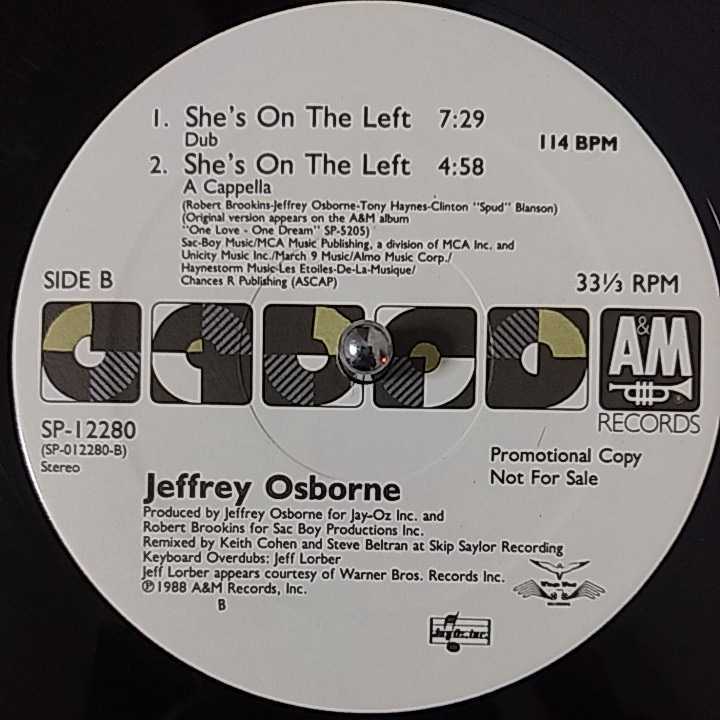 1. She's On The Left 7:29
Dub
114 BPM
2. She's On The Left 4:58
A Cappella
(Robert Brookins-Jeffrey Osborne-Tony Haynes-Clinton "Spud" Blanson)
(Original version appears on the A&M album
"One Love - One Dream" SP-5205)
Sac-Boy Music/MCA Music Publishing, a division of MCA Inc. and
Unicity Music Inc./March 9 Music/Almo Music Corp./
Haynestorm Music-Les Etoiles-De-La-Musique/
Chances R Publishing (ASCAP)
SIDE B
33⅓ RPM
A&M
®
RECORDS
SP-12280
(SP-012280-B)
Stereo
Promotional Copy
Not For Sale
Jeffrey Osborne
Produced by Jeffrey Osborne for Jay-Oz Inc. and
Robert Brookins for Sac Boy Productions Inc.
Remixed by Keith Cohen and Steve Beltran at Skip Saylor Recording
Keyboard Overdubs: Jeff Lorber
Jeff Lorber appears courtesy of Warner Bros. Records Inc.
℗1988 A&M Records, Inc.
B
Jay Oz, Inc.